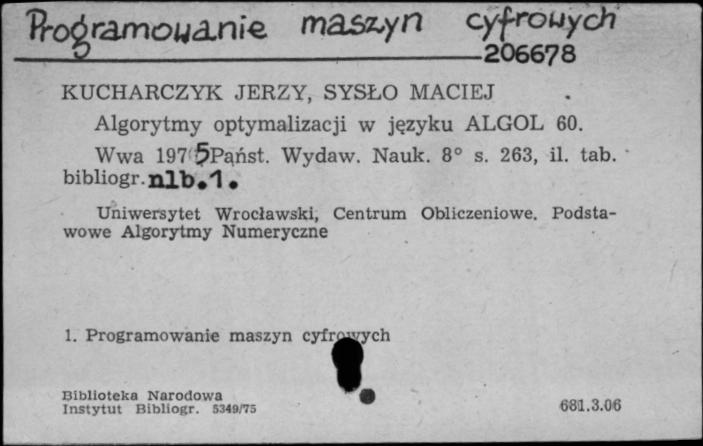 Programowanie maszyn cyfrowych
206678
KUCHARCZYK JERZY, SYSŁO MACIEJ
Algorytmy optymalizacji w języku ALGOL 60.
Wwa 1975 Pąńst. Wydaw. Nauk. 8° s. 263, il. tab.
bibliogr. nlb.1.
Uniwersytet Wrocławski, Centrum Obliczeniowe. Podsta-
wowe Algorytmy Numeryczne
1. Programowanie maszyn cyfrowych
Biblioteka Narodowa
Instytut Bibliogr. 5349/75
681.3.06